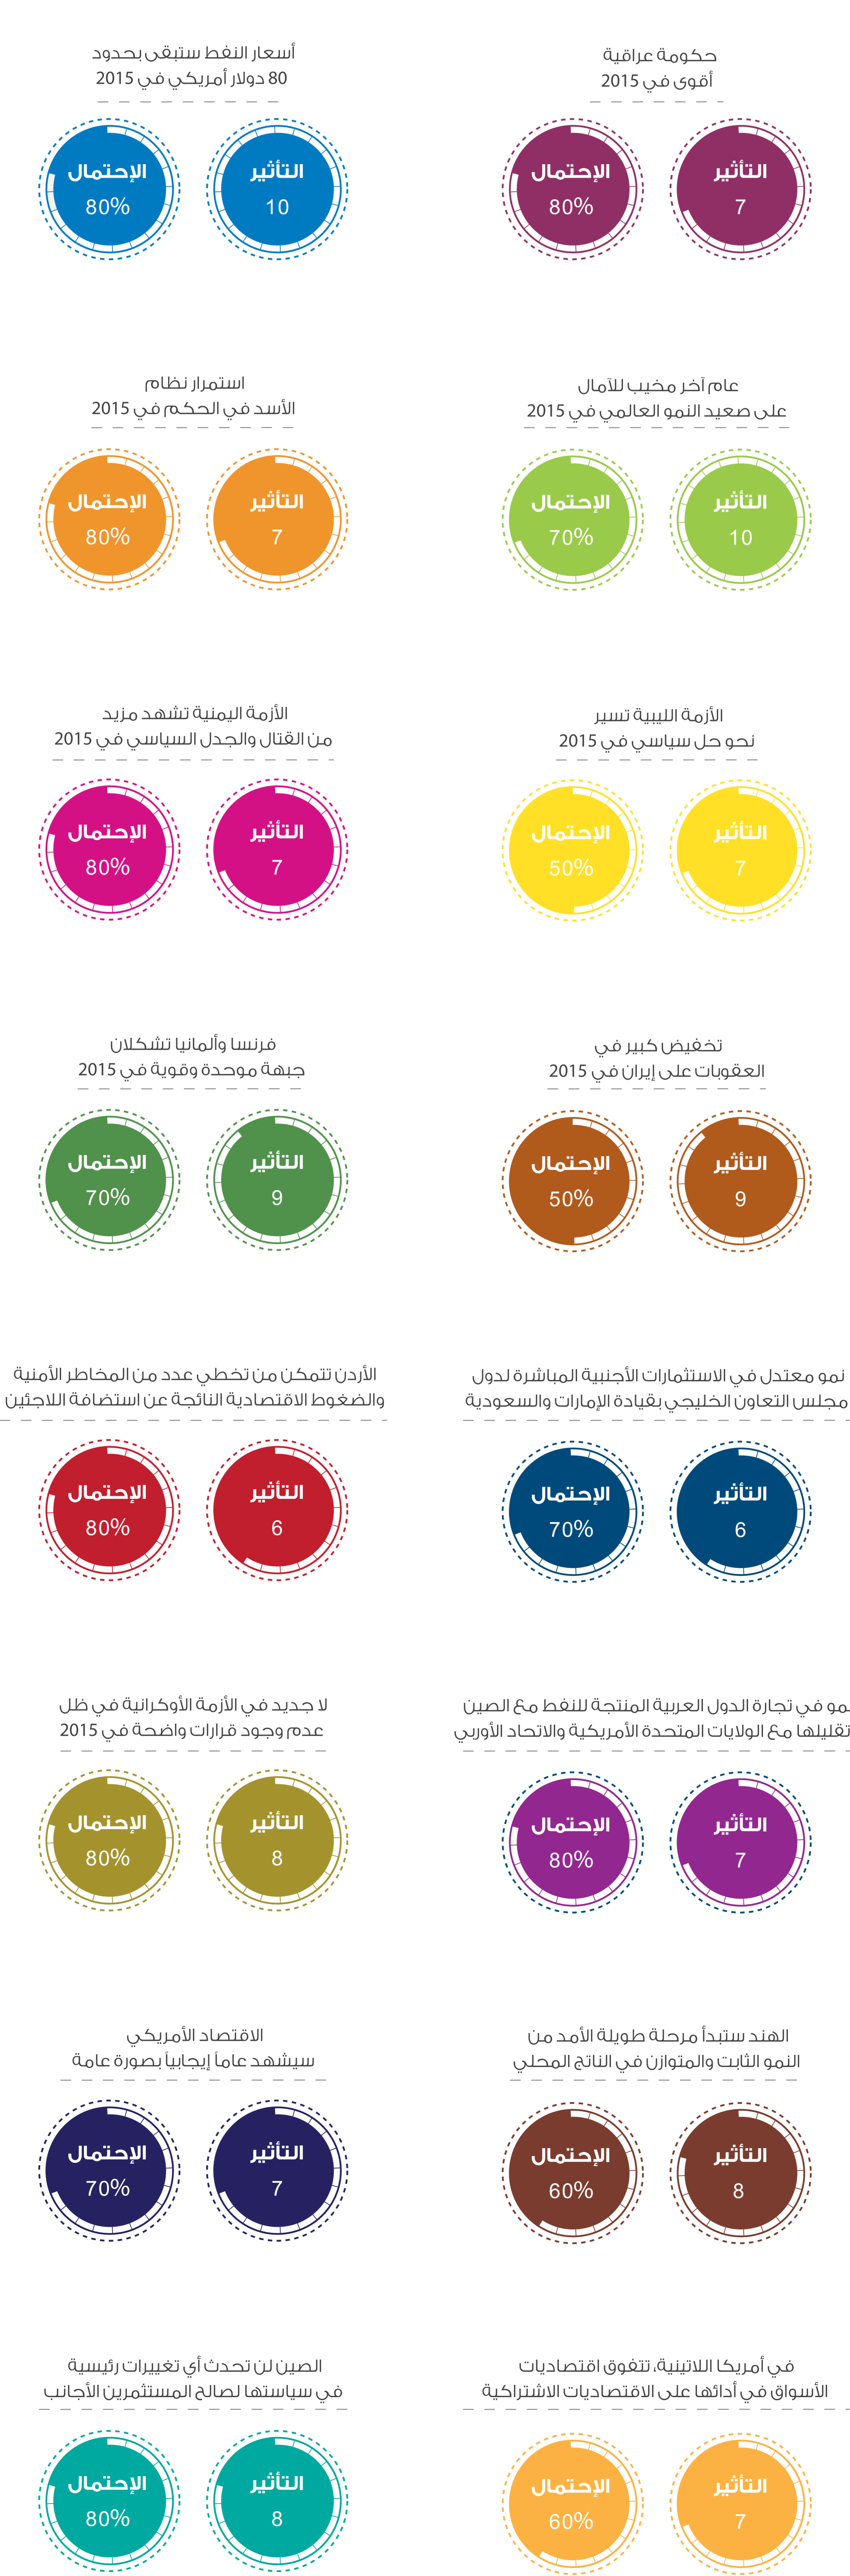 حكومة عراقية
أقوى في 2015
التأثير
7
الإحتمال
80%
أسعار النفط ستبقى بحدود
80 دولار أمريكي في 2015
التأثير
10
الإحتمال
80%
عام آخر مخيب للآمال
على صعيد النمو العالمي في 2015
التأثير
10
الإحتمال
70%
استمرار نظام
الأسد في الحكم في 2015
التأثير
7
الإحتمال
80%
الأزمة الليبية تسير
نحو حل سياسي في 2015
التأثير
7
الإحتمال
50%
الأزمة اليمنية تشهد مزيد
من القتال والجدل السياسي في 2015
التأثير
7
الإحتمال
80%
تخفيض كبير في
العقوبات على إيران في 2015
التأثير
9
الإحتمال
50%
فرنسا وألمانيا تشكلان
جبهة موحدة وقوية في 2015
التأثير
9
الإحتمال
70%
نمو معتدل في الاستثمارات الأجنبية المباشرة لدول
مجلس التعاون الخليجي بقيادة الإمارات والسعودية
التأثير
6
الإحتمال
70%
الأردن تتمكن من تخطي عدد من المخاطر الأمنية
والضغوط الاقتصادية الناتجة عن استضافة اللاجئين
التأثير
6
الإحتمال
80%
مو في تجارة الدول العربية المنتجة للنفط مع الصين
تقليلها مع الولايات المتحدة الأمريكية والاتحاد الأوربي
التأثير
7
الإحتمال
80%
لا جديد في الأزمة الأوكرانية في ظل
عدم وجود قرارات واضحة في 2015
التأثير
8
الإحتمال
80%
الهند ستبدأ مرحلة طويلة الأمد من
النمو الثابت والمتوازن في الناتج المحلي
التأثير
8
الإحتمال
60%
الاقتصاد الأمريكي
سيشهد عاماً إيجابياً بصورة عامة
التأثير
7
الإحتمال
70%
في أمريكا اللاتينية، تتفوق اقتصاديات
الأسواق في أدائها على الاقتصاديات الاشتراكية
التأثير
7
الإحتمال
60%
الصين لن تحدث أي تغييرات رئيسية
في سياستها لصالح المستثمرين الأجانب
التأثير
8
الإحتمال
80%